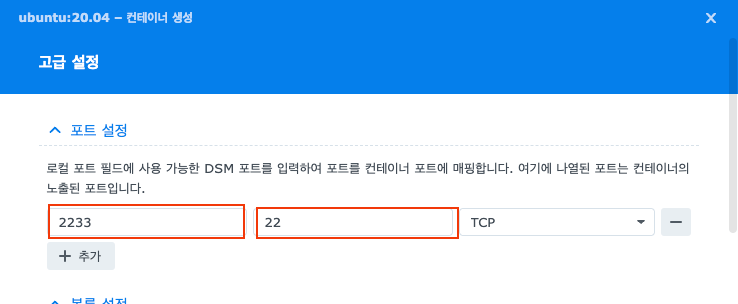 ubuntu:20.04 – 컨테이너 생성
X
고급 설정
포트 설정
로컬 포트 필드에 사용 가능한 DSM 포트를 입력하여 포트를 컨테이너 포트에 매핑합니다. 여기에 나열된 포트는 컨테이너의
노출된 포트입니다.
2233 22 TCP
추가
볼륨 설정